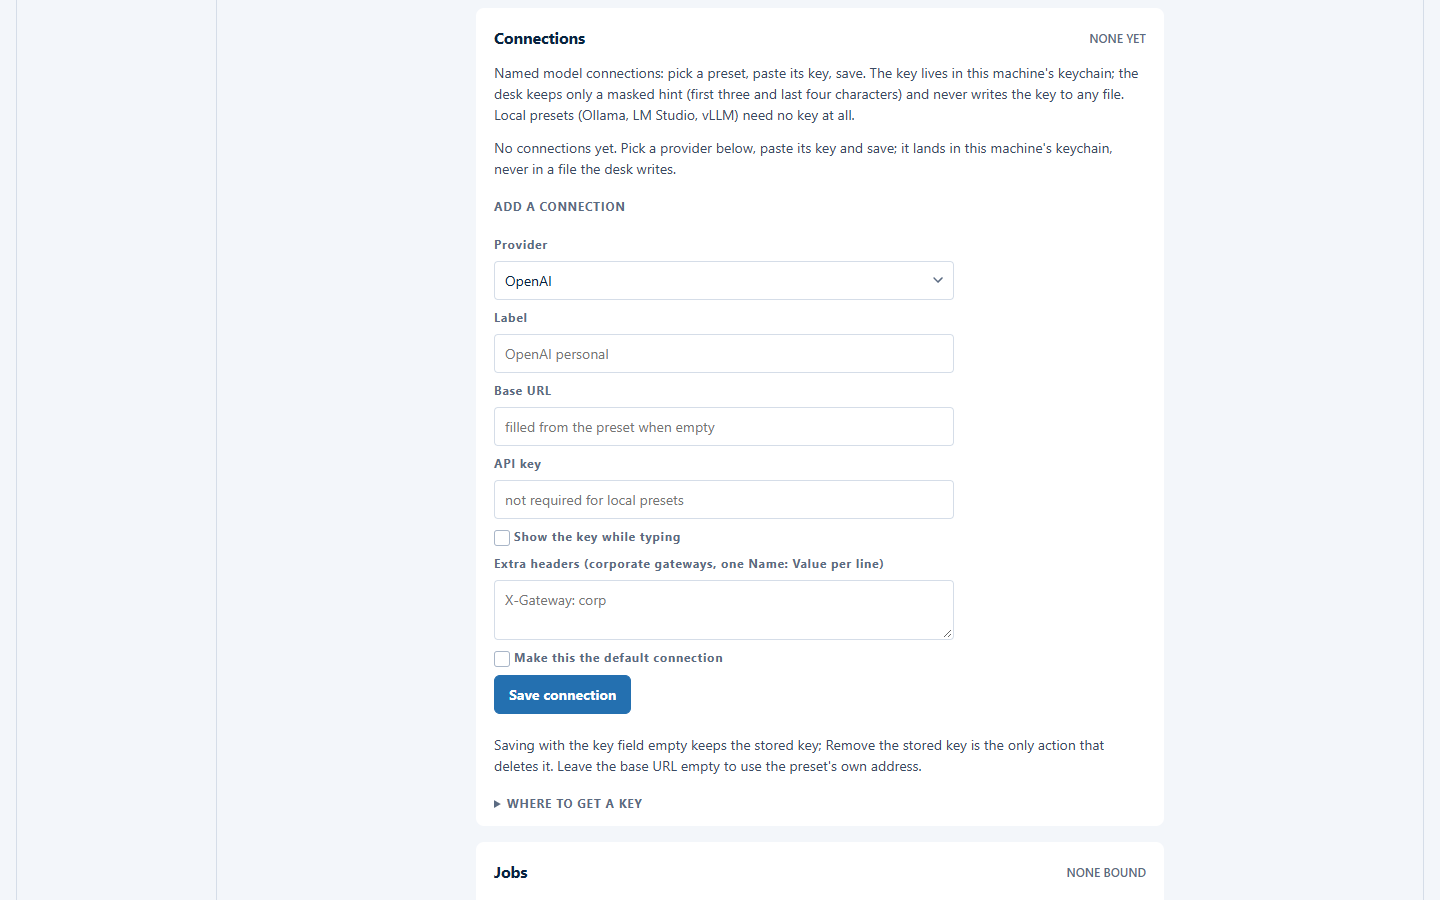 Connections
NONE YET
Named model connections: pick a preset, paste its key, save. The key lives in this machine's keychain; the
desk keeps only a masked hint (first three and last four characters) and never writes the key to any file.
Local presets (Ollama, LM Studio, vLLM) need no key at all.
No connections yet. Pick a provider below, paste its key and save; it lands in this machine's keychain,
never in a file the desk writes.
ADD A CONNECTION
Provider
OpenAI
Label
OpenAI personal
Base URL
filled from the preset when empty
API key
not required for local presets
Show the key while typing
Extra headers (corporate gateways, one Name: Value per line)
X-Gateway: corp
Make this the default connection
Save connection
Saving with the key field empty keeps the stored key; Remove the stored key is the only action that
deletes it. Leave the base URL empty to use the preset's own address.
WHERE TO GET A KEY
Jobs
NONE BOUND